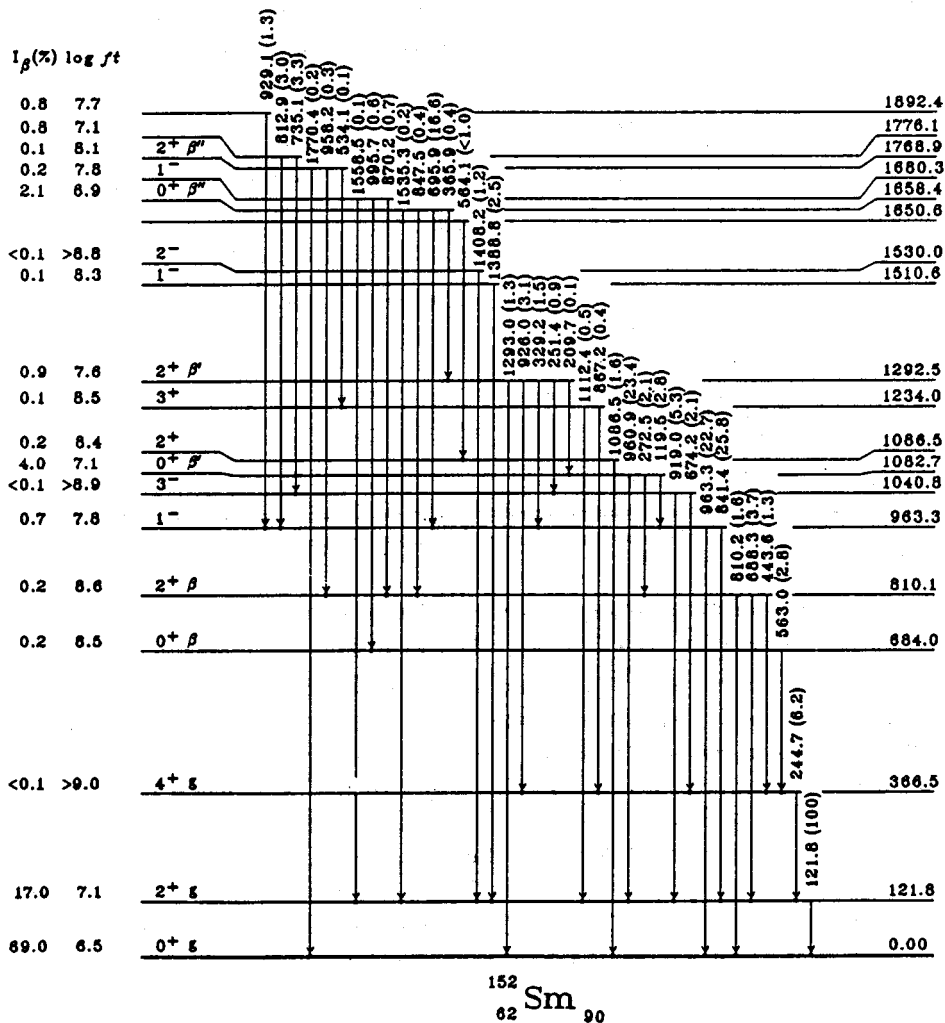 I_β(%) log ft
0.8 7.7 1892.4
0.8 7.1 1776.1
0.1 8.1 2⁺ β″ 1768.9
0.2 7.8 1⁻ 1680.3
2.1 6.9 0⁺ β″ 1658.4
1650.6
<0.1 >8.8 2⁻ 1530.0
0.1 8.3 1⁻ 1510.6
0.9 7.6 2⁺ β′ 1292.5
0.1 8.5 3⁺ 1234.0
0.2 8.4 2⁺ 1086.5
4.0 7.1 0⁺ β′ 1082.7
<0.1 >8.9 3⁻ 1040.8
0.7 7.8 1⁻ 963.3
0.2 8.6 2⁺ β 810.1
0.2 8.5 0⁺ β 684.0
<0.1 >9.0 4⁺ g 366.5
17.0 7.1 2⁺ g 121.8
69.0 6.5 0⁺ g 0.00
929.1 (1.3)
812.9 (3.0)
735.1 (3.3)
1770.4 (0.2)
958.2 (0.3)
534.1 (0.1)
1558.5 (0.1)
995.7 (0.6)
870.2 (0.7)
1535.3 (0.2)
847.5 (0.4)
695.9 (16.6)
365.9 (0.4)
564.1 (<1.0)
1408.2 (1.2)
1388.8 (2.5)
1293.0 (1.3)
926.0 (3.1)
329.2 (1.5)
251.4 (0.9)
209.7 (0.1)
1112.4 (0.5)
867.2 (0.4)
1086.5 (1.6)
960.9 (23.4)
272.5 (2.1)
119.5 (2.8)
919.0 (5.3)
674.2 (2.1)
963.3 (22.7)
841.4 (25.8)
810.2 (1.6)
688.3 (3.7)
443.6 (1.3)
563.0 (2.8)
244.7 (6.2)
121.8 (100)
152
62 Sm 90